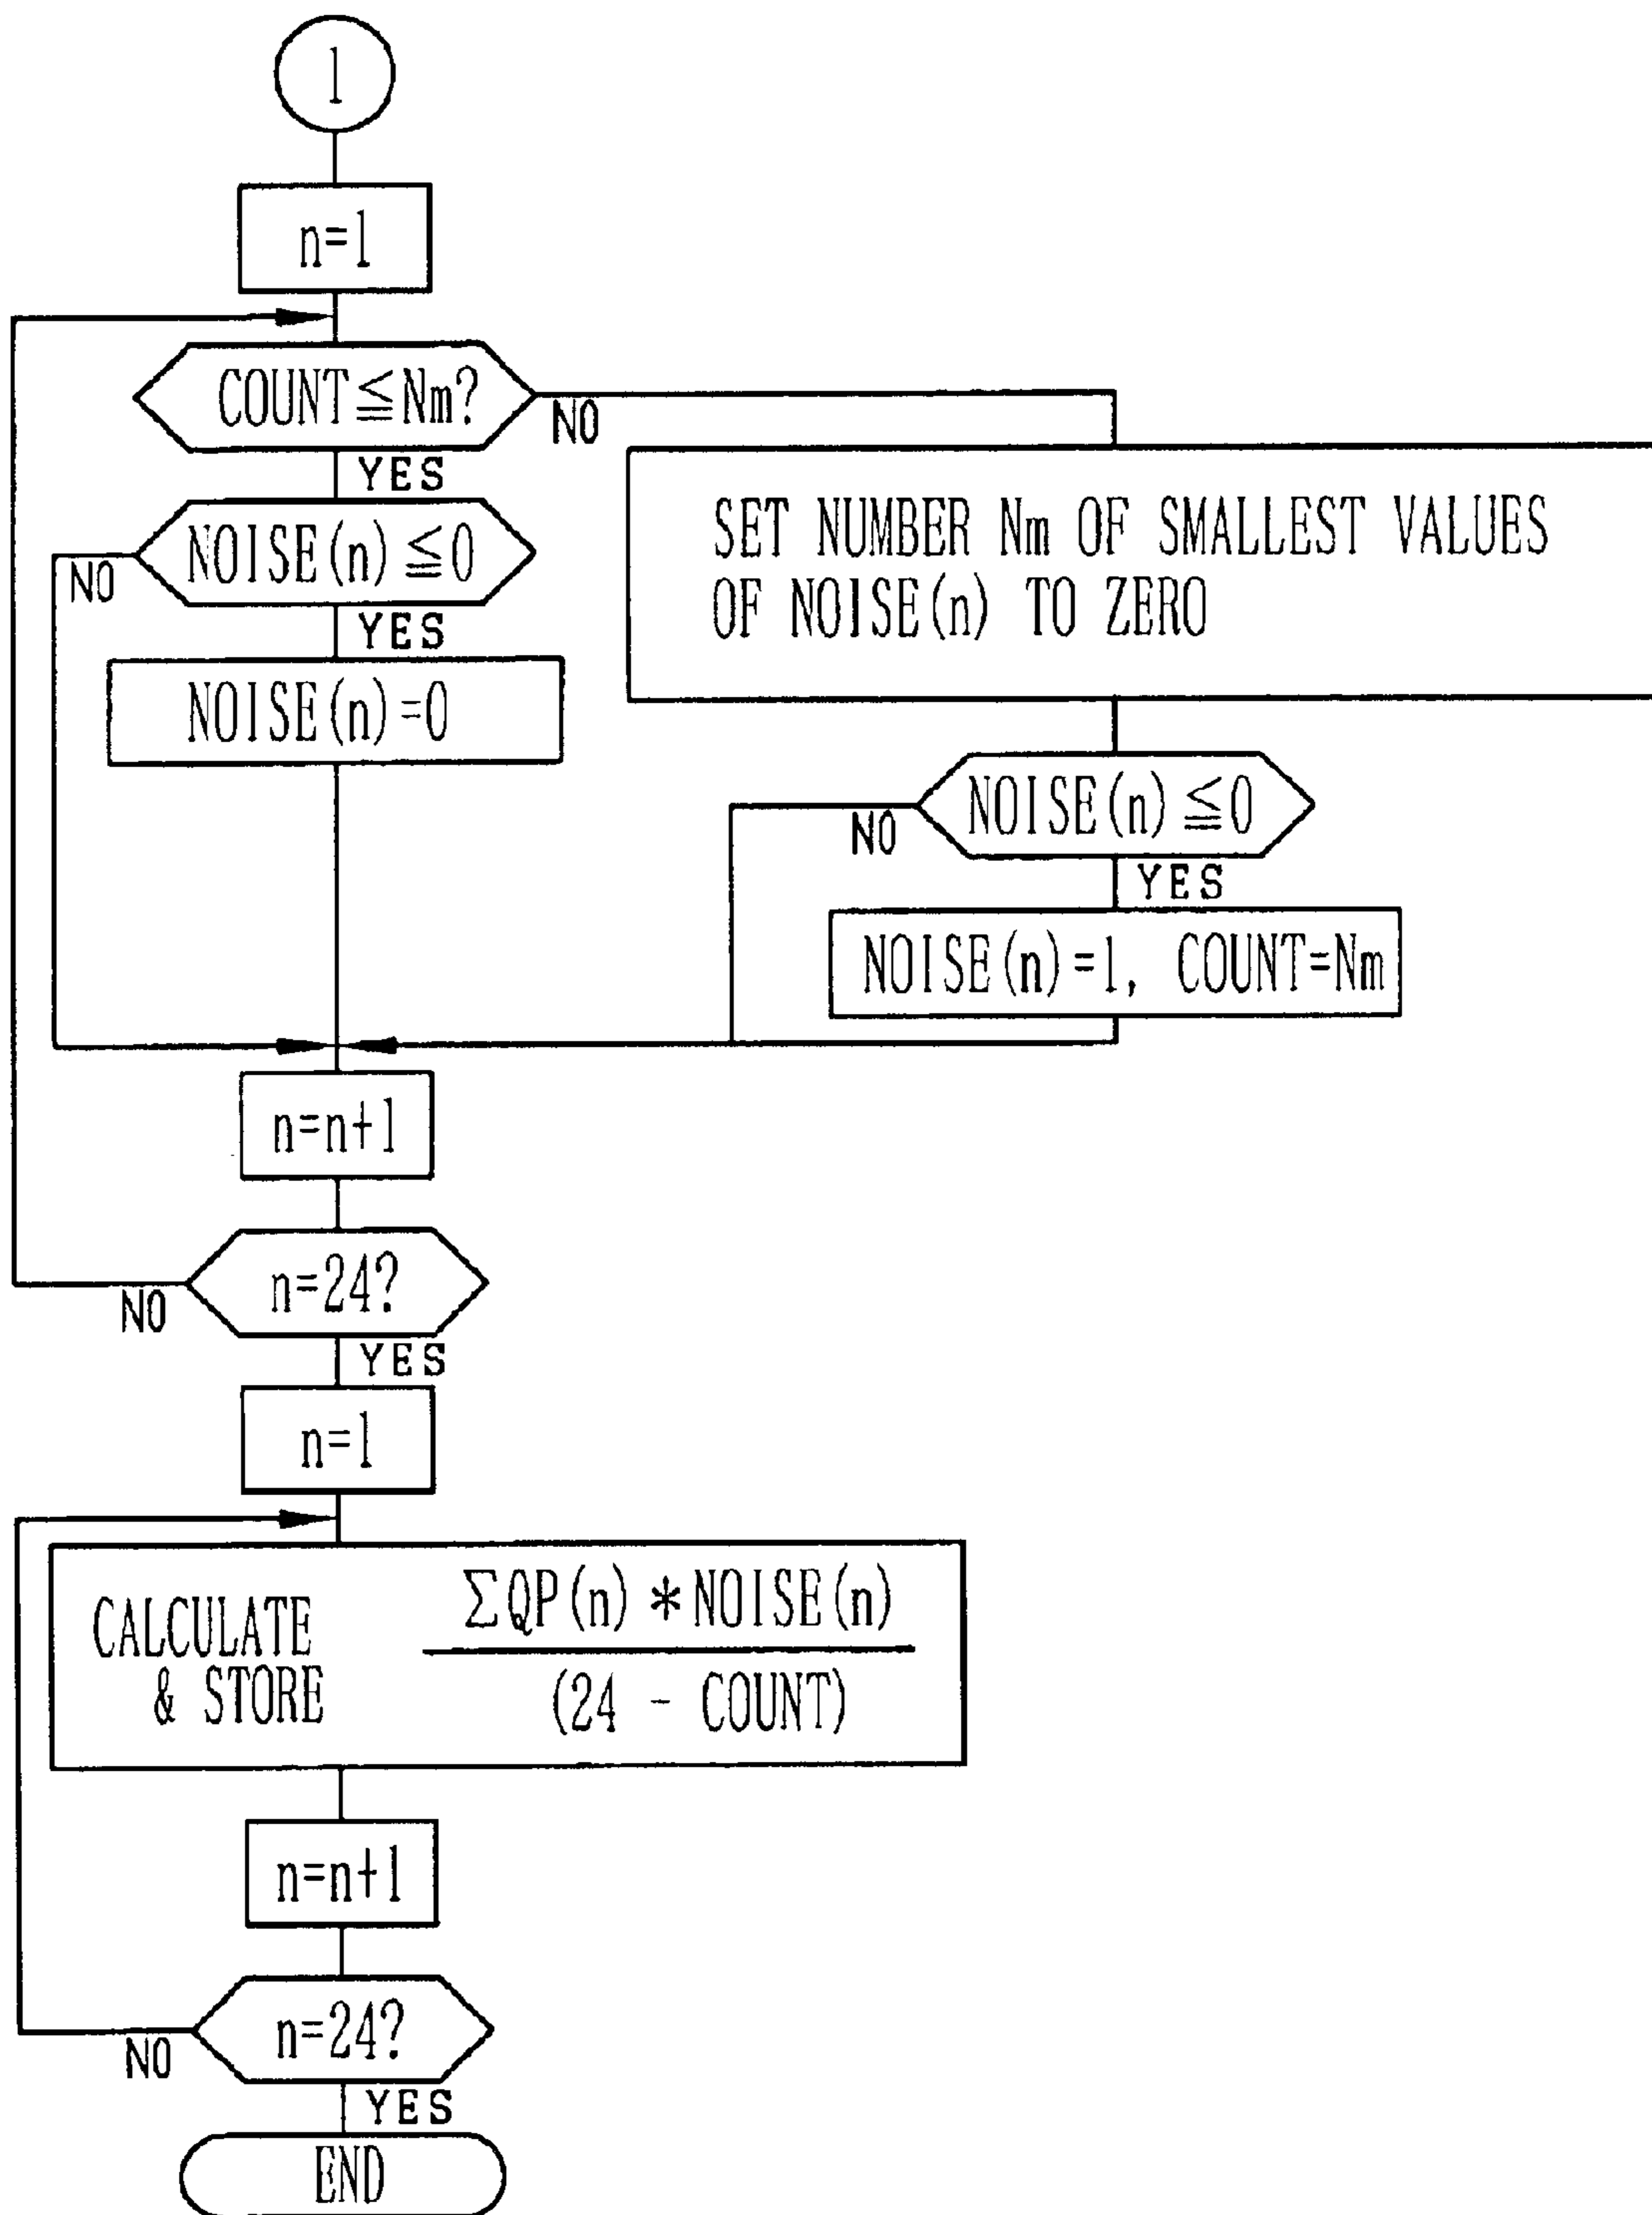 1
n=1
COUNT≦Nm?
NO
YES
SET NUMBER Nm OF SMALLEST VALUES
OF NOISE(n) TO ZERO
NOISE(n)≦0
NO
YES
NOISE(n)=0
NOISE(n)≦0
NO
YES
NOISE(n)=1, COUNT=Nm
n=n+1
n=24?
NO
YES
n=1
CALCULATE
& STORE
ΣQP(n)*NOISE(n)
(24 - COUNT)
n=n+1
n=24?
NO
YES
END